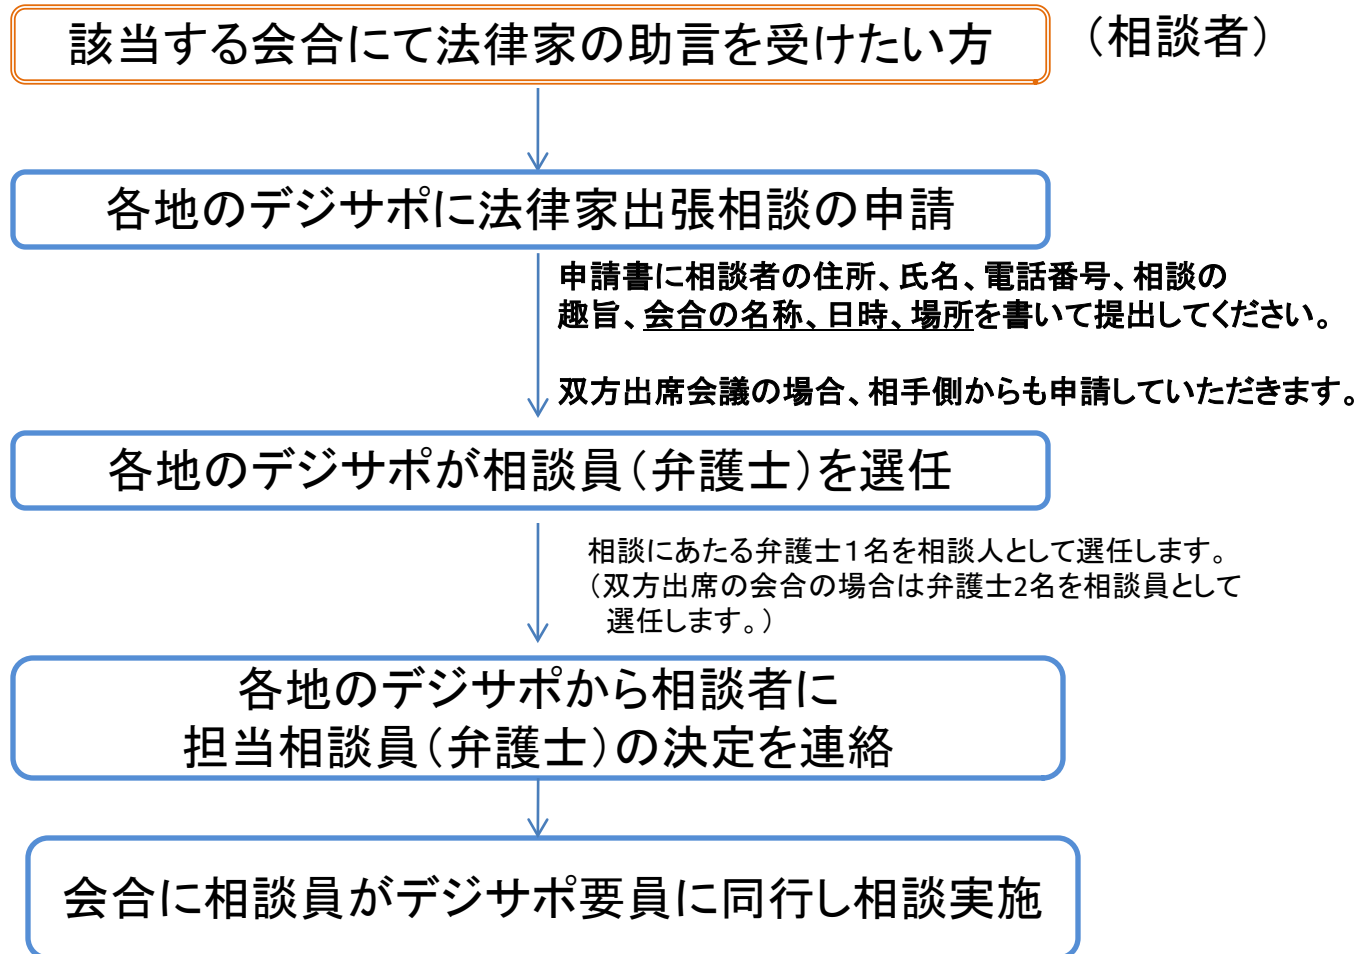 該当する会合にて法律家の助言を受けたい方
（相談者）
各地のデジサポに法律家出張相談の申請
申請書に相談者の住所、氏名、電話番号、相談の
趣旨、会合の名称、日時、場所を書いて提出してください。
双方出席会議の場合、相手側からも申請していただきます。
各地のデジサポが相談員（弁護士）を選任
相談にあたる弁護士１名を相談人として選任します。
（双方出席の会合の場合は弁護士2名を相談員として
選任します。）
各地のデジサポから相談者に
担当相談員（弁護士）の決定を連絡
会合に相談員がデジサポ要員に同行し相談実施